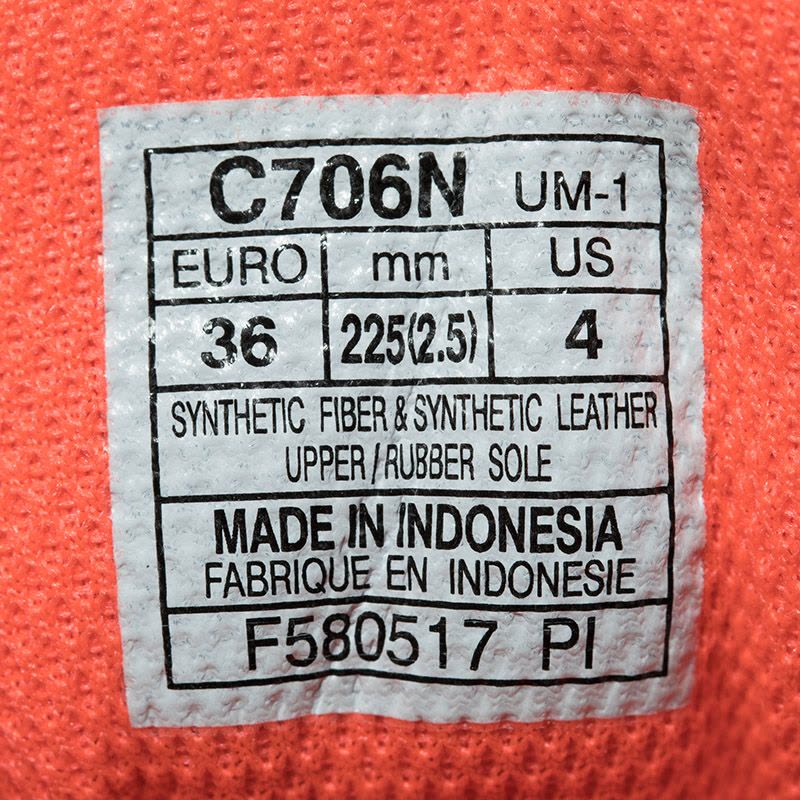 C706N UM-1
EURO mm US
36 225(2.5) 4
SYNTHETIC FIBER & SYNTHETIC LEATHER
UPPER / RUBBER SOLE
MADE IN INDONESIA
FABRIQUE EN INDONESIE
F580517 PI